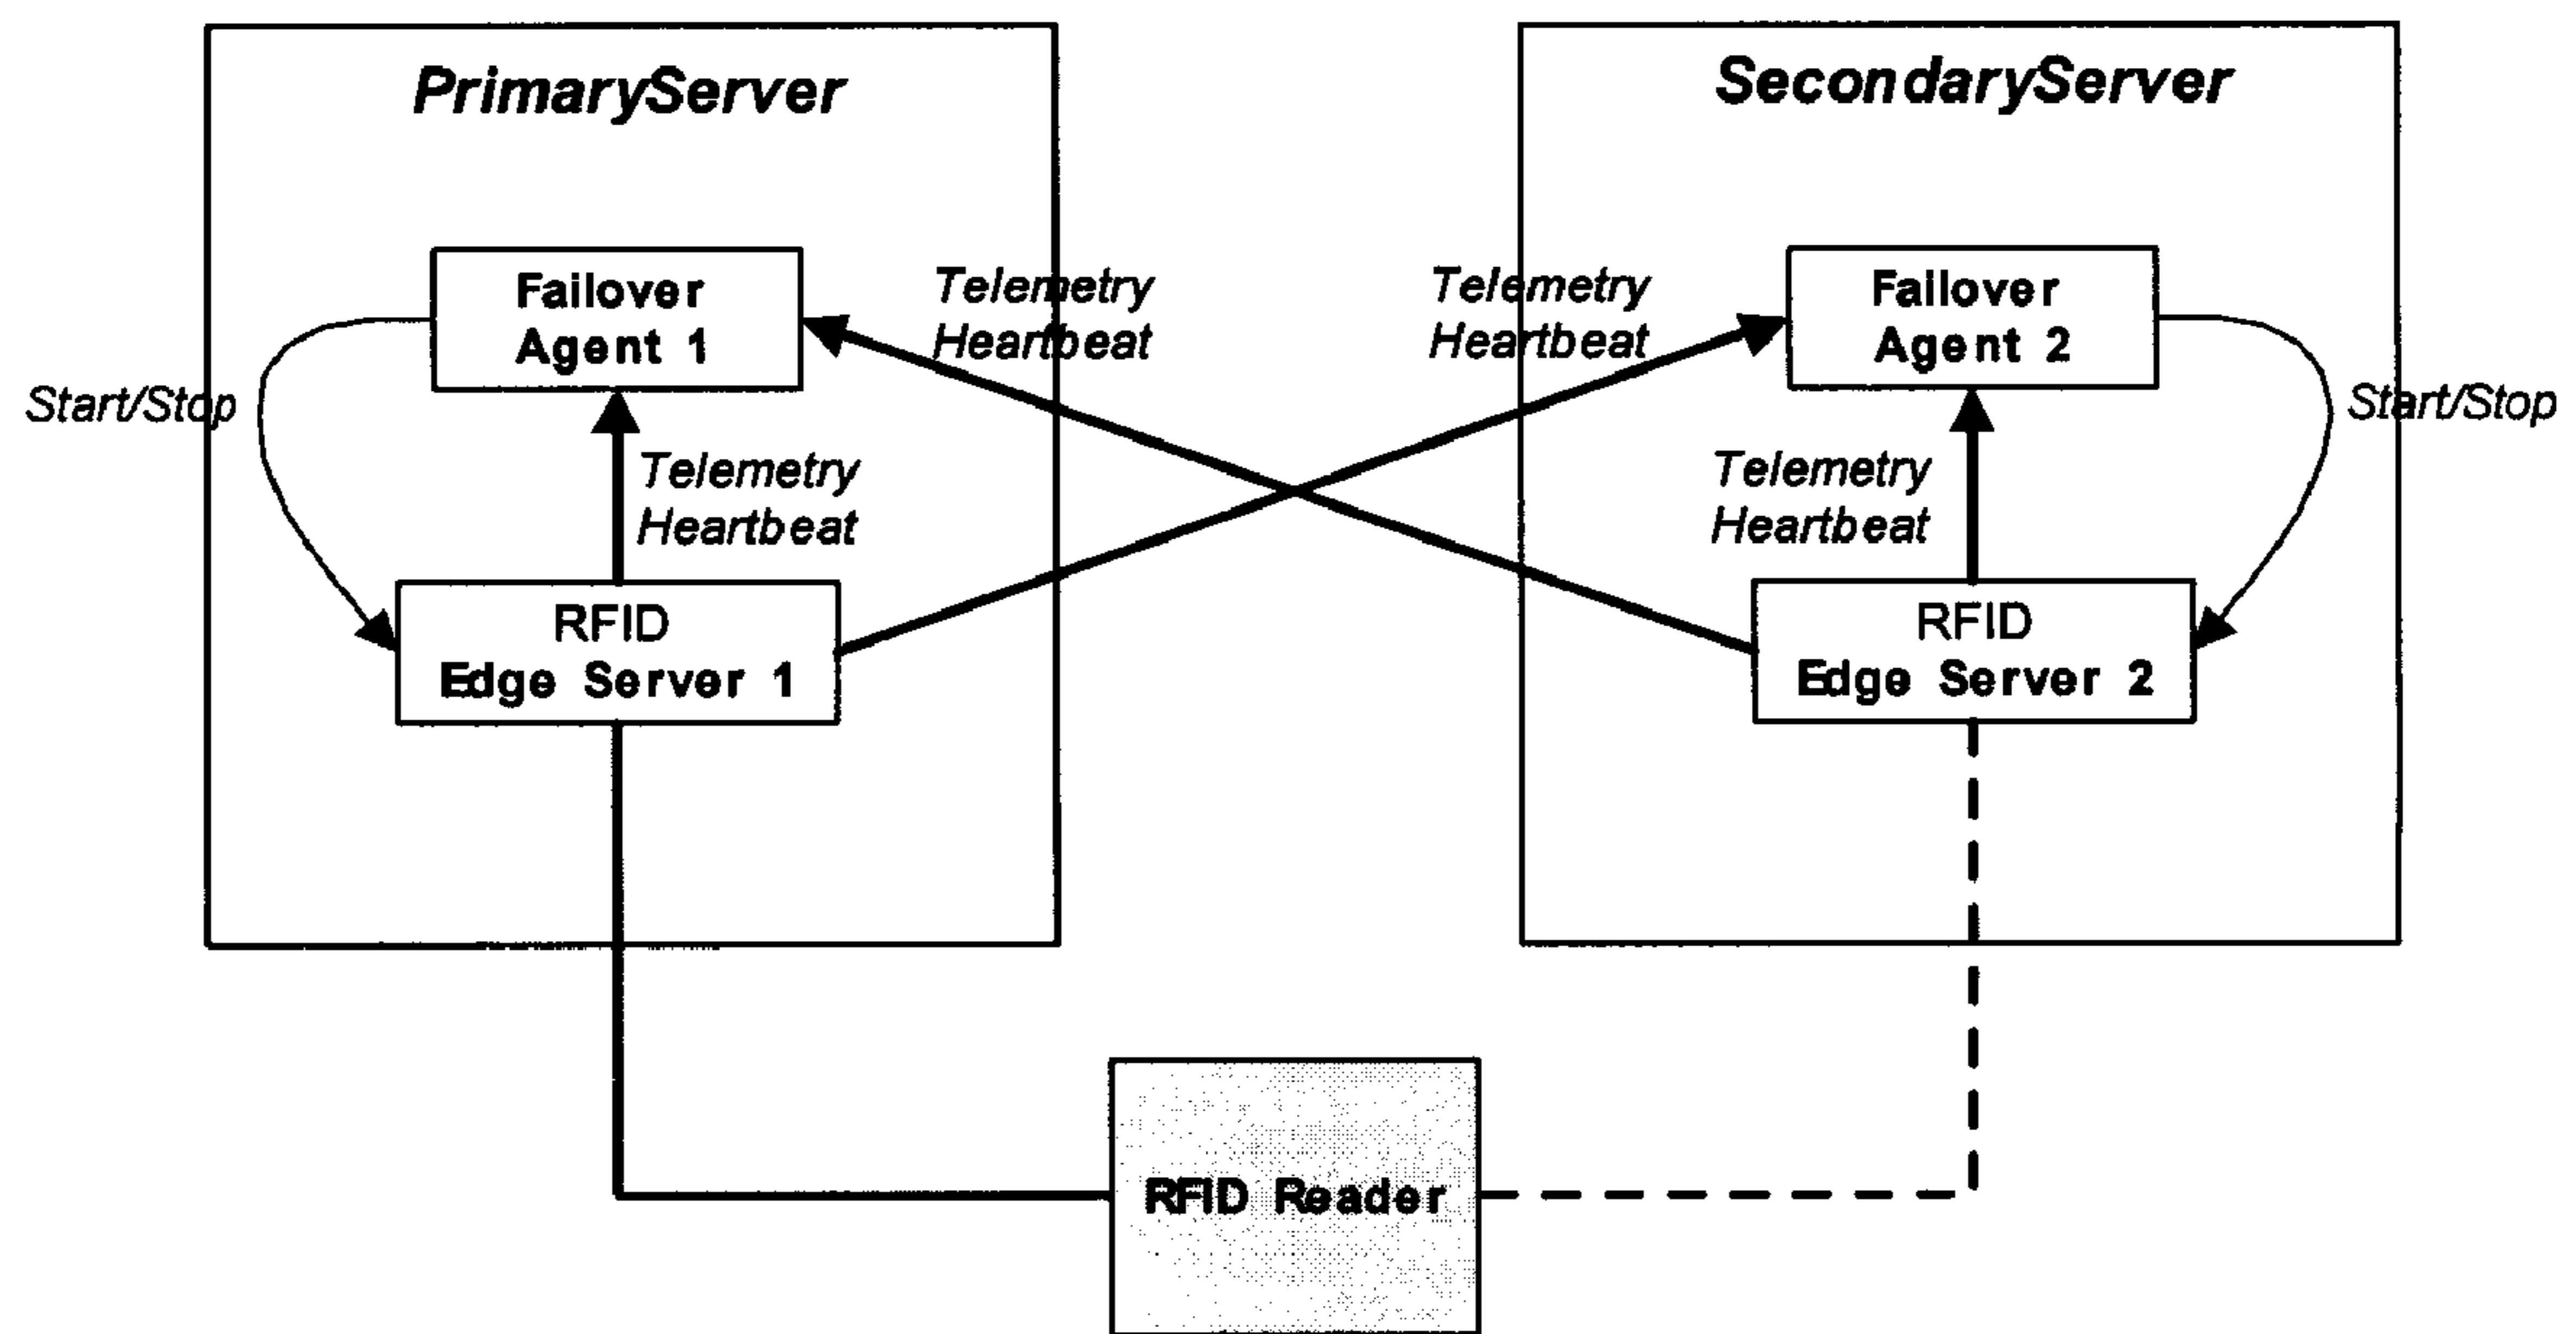 PrimaryServer
SecondaryServer
Failover
Agent 1
Telemetry
Heartbeat
Telemetry
Heartbeat
Failover
Agent 2
Start/Stop
Start/Stop
Telemetry
Heartbeat
Telemetry
Heartbeat
RFID
Edge Server 1
RFID
Edge Server 2
RFID Reader